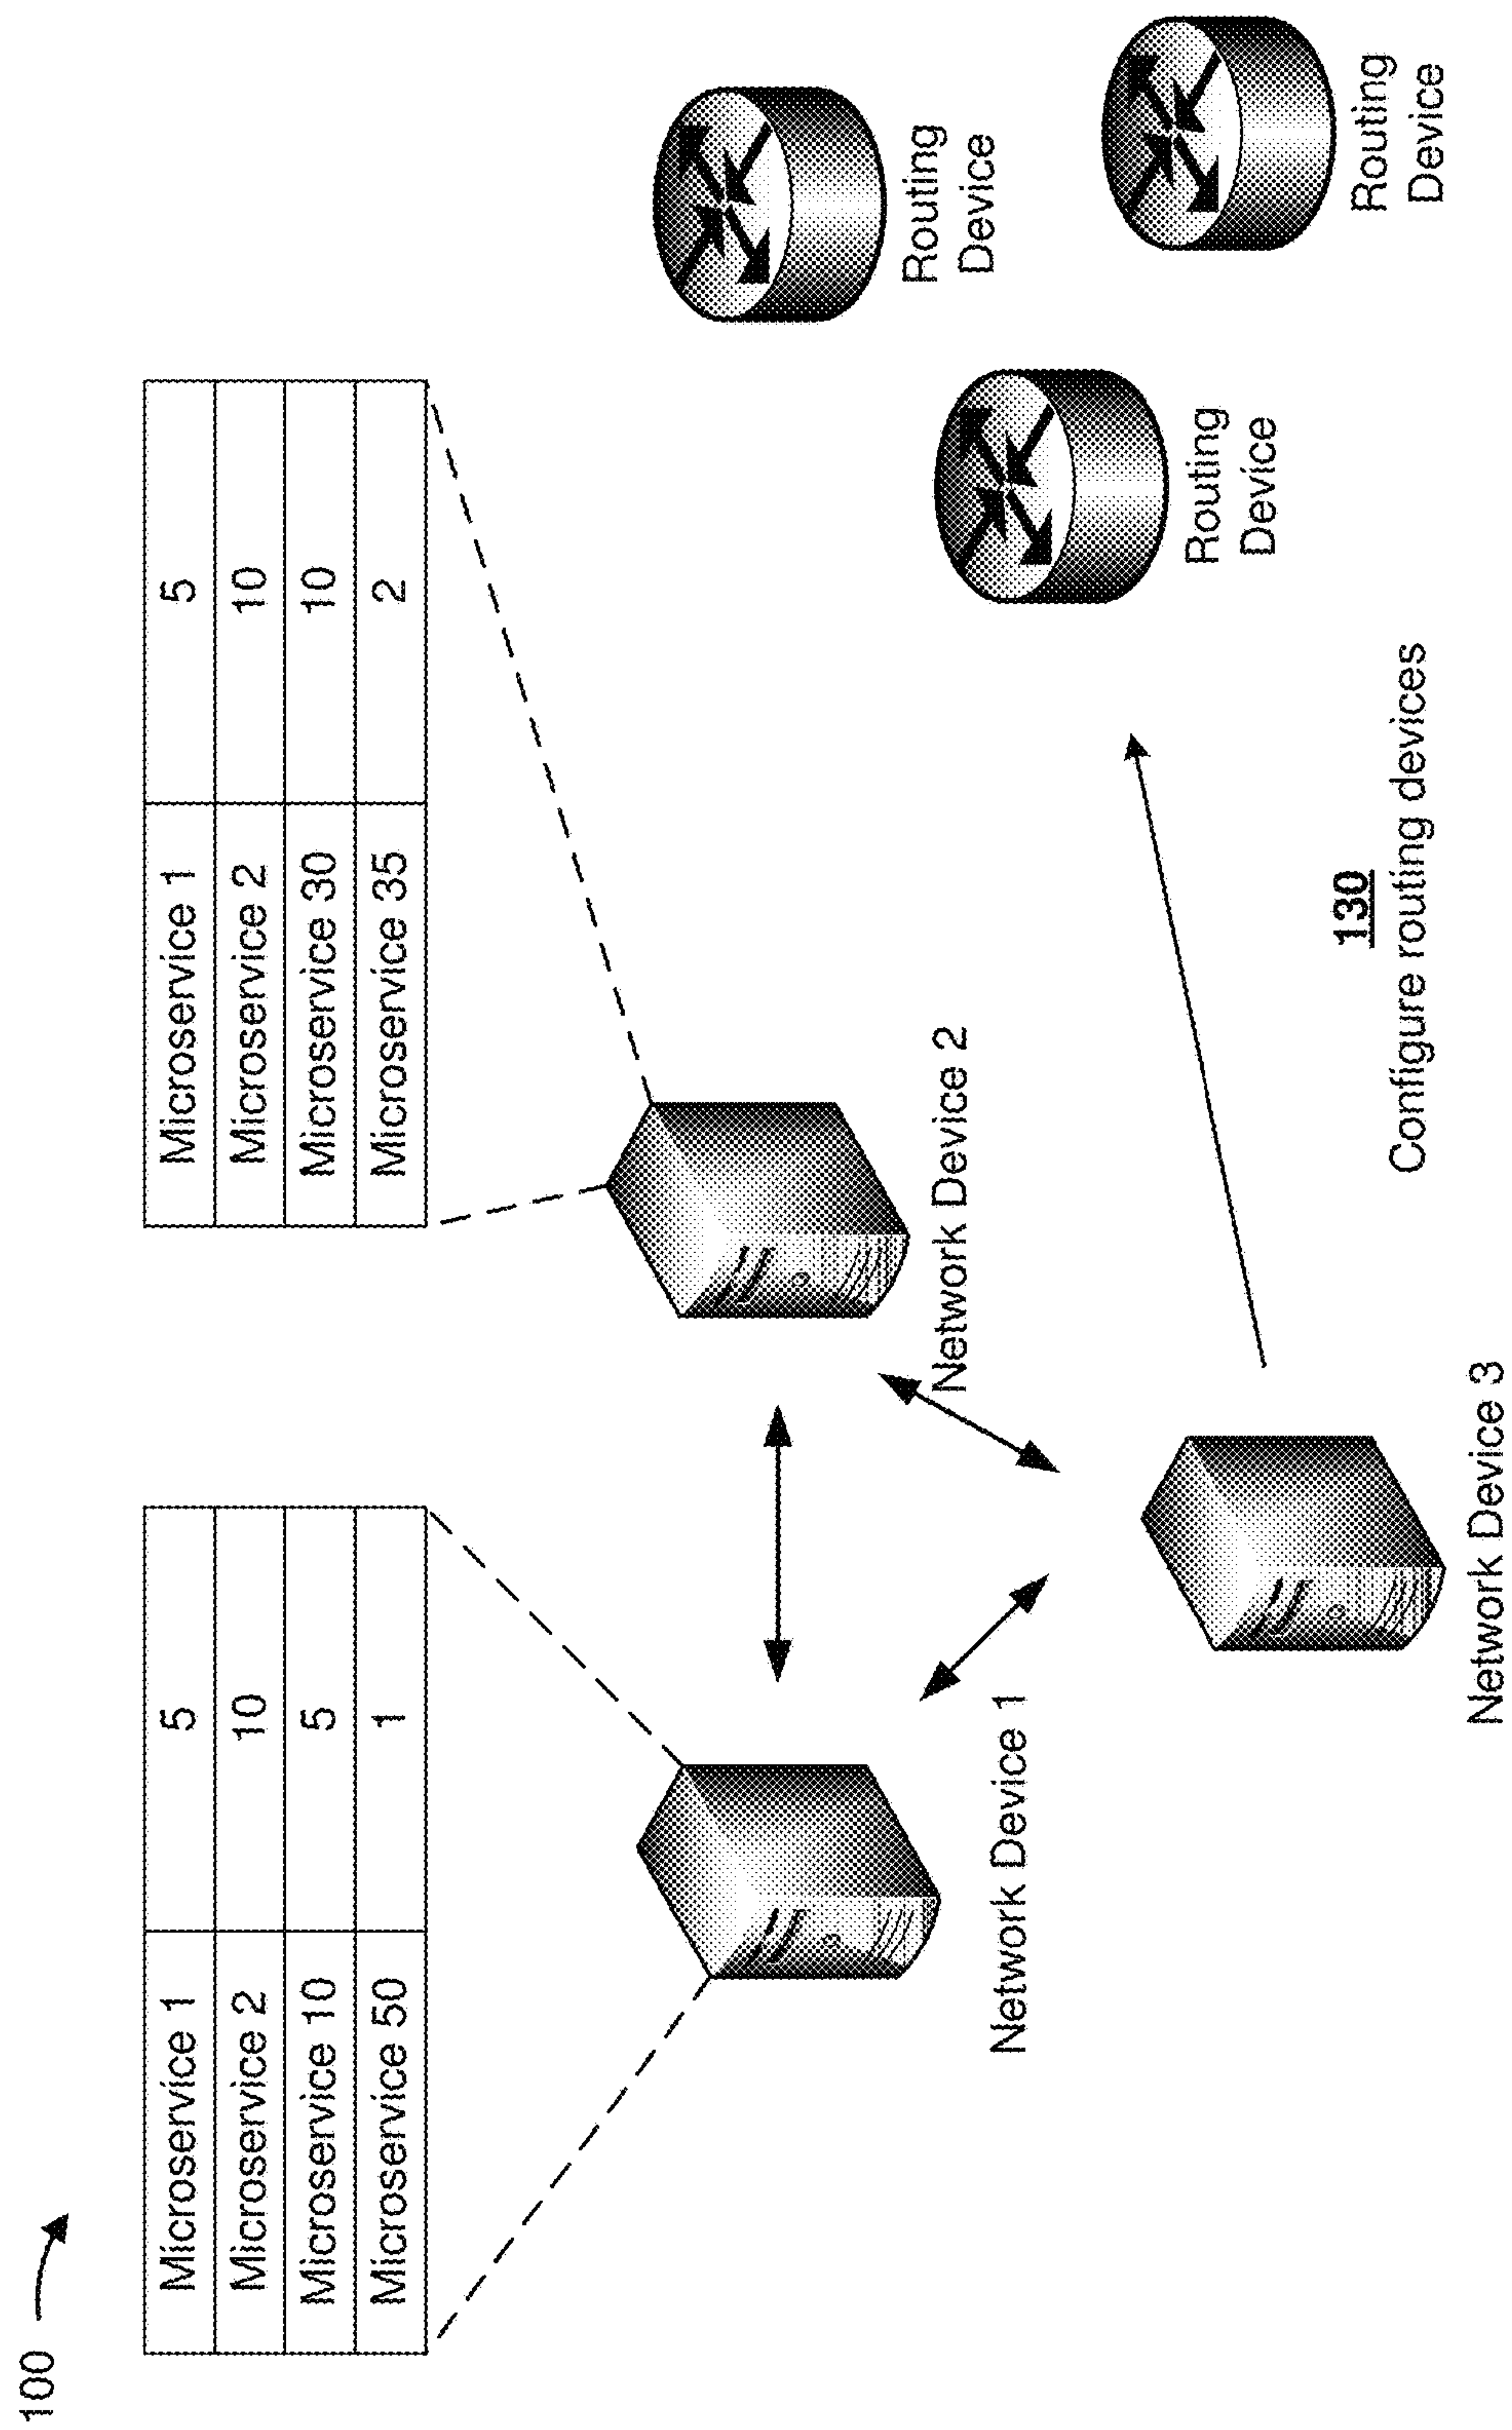 100
Microservice 1 5
Microservice 2 10
Microservice 10 5
Microservice 50 1
Microservice 1 5
Microservice 2 10
Microservice 30 10
Microservice 35 2
Network Device 1
Network Device 2
Network Device 3
130
Configure routing devices
Routing
Device
Routing
Device
Routing
Device